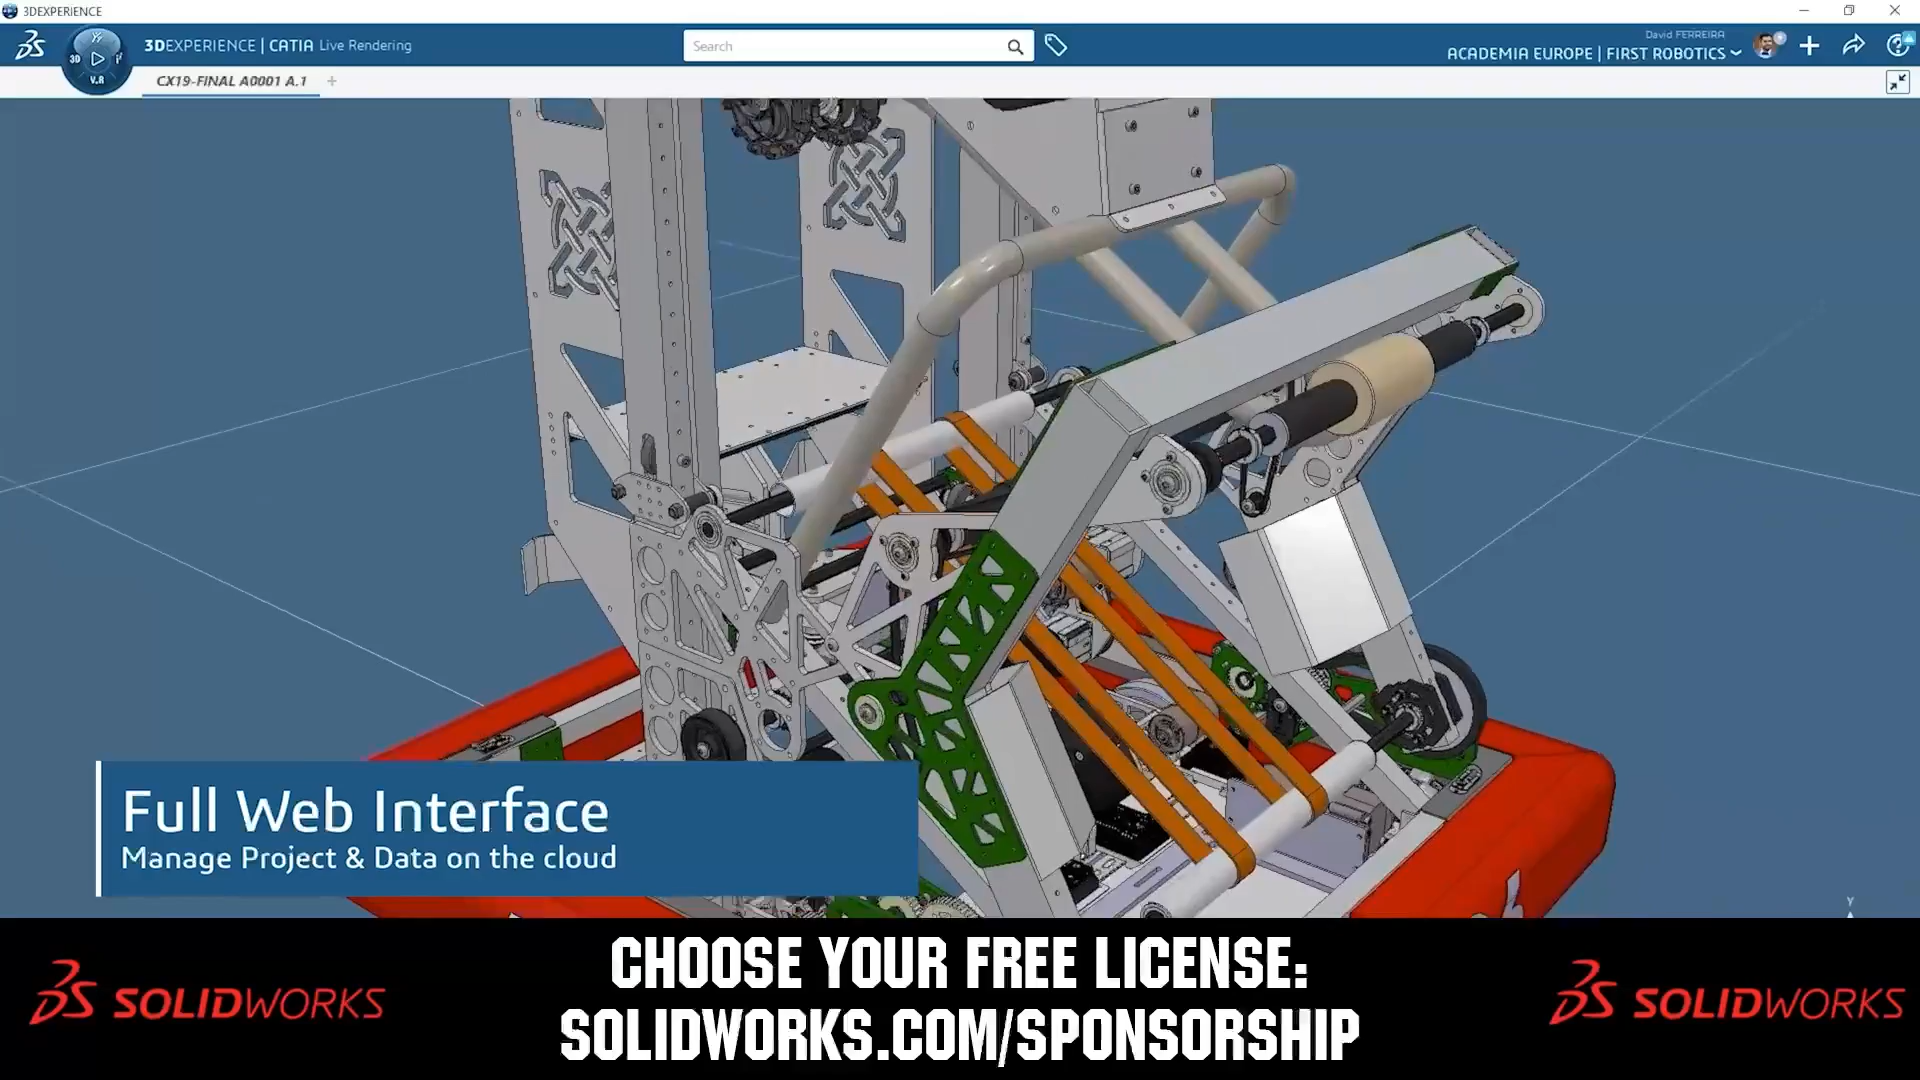 3DEXPERIENCE
3DEXPERIENCE | CATIA Live Rendering
Search
David FERREIRA
ACADEMIA EUROPE | FIRST ROBOTICS
3D
V.R
CX19-FINAL A0001 A.1
Full Web Interface
Manage Project & Data on the cloud
Y
SOLIDWORKS
CHOOSE YOUR FREE LICENSE:
SOLIDWORKS.COM/SPONSORSHIP
SOLIDWORKS